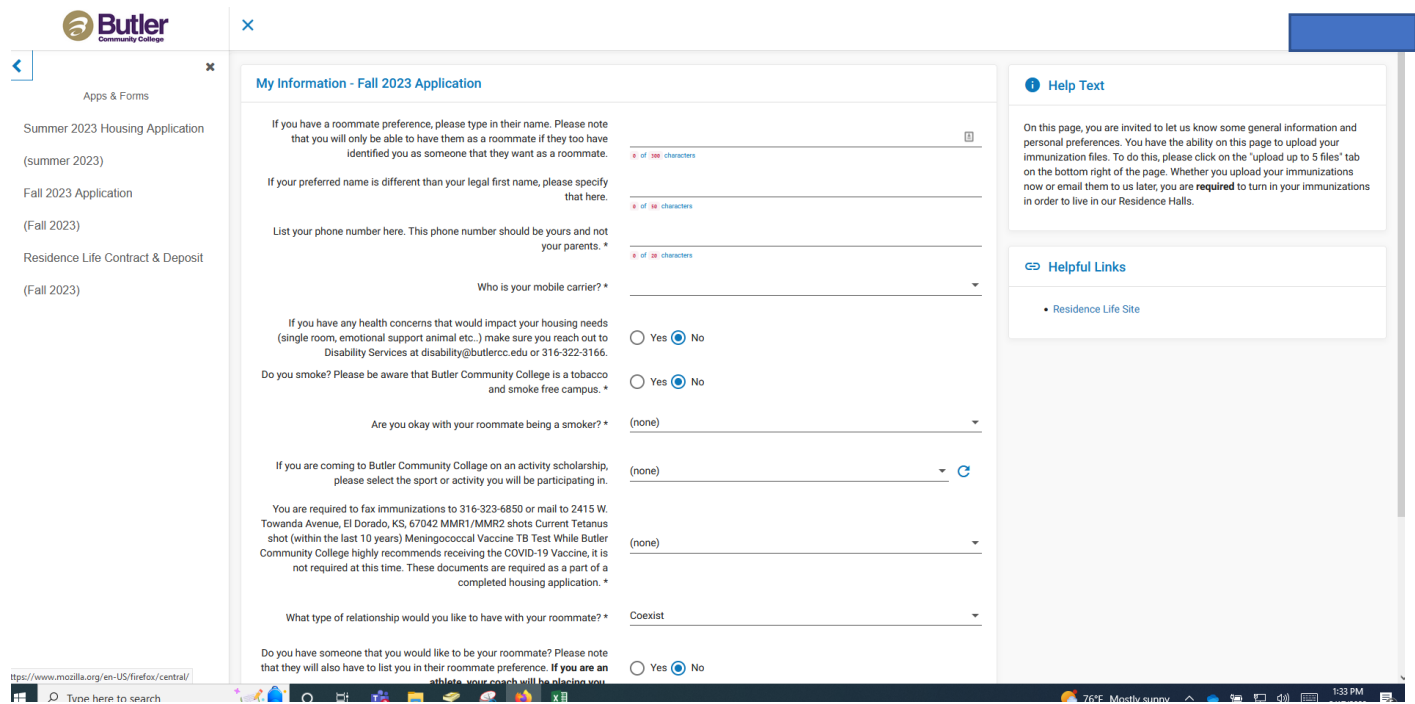 Butler
Community College
Apps & Forms
Summer 2023 Housing Application
(summer 2023)
Fall 2023 Application
(Fall 2023)
Residence Life Contract & Deposit
(Fall 2023)
My Information - Fall 2023 Application
If you have a roommate preference, please type in their name. Please note
that you will only be able to have them as a roommate if they too have
identified you as someone that they want as a roommate.
0 of 300 characters
If your preferred name is different than your legal first name, please specify
that here.
0 of 50 characters
List your phone number here. This phone number should be yours and not
your parents. *
0 of 20 characters
Who is your mobile carrier? *
If you have any health concerns that would impact your housing needs
(single room, emotional support animal etc..) make sure you reach out to
Disability Services at disability@butlercc.edu or 316-322-3166.
Yes No
Do you smoke? Please be aware that Butler Community College is a tobacco
and smoke free campus. *
Yes No
Are you okay with your roommate being a smoker? *
(none)
If you are coming to Butler Community Collage on an activity scholarship,
please select the sport or activity you will be participating in.
(none)
You are required to fax immunizations to 316-323-6850 or mail to 2415 W.
Towanda Avenue, El Dorado, KS, 67042 MMR1/MMR2 shots Current Tetanus
shot (within the last 10 years) Meningococcal Vaccine TB Test While Butler
Community College highly recommends receiving the COVID-19 Vaccine, it is
not required at this time. These documents are required as a part of a
completed housing application. *
(none)
What type of relationship would you like to have with your roommate? *
Coexist
Do you have someone that you would like to be your roommate? Please note
that they will also have to list you in their roommate preference. If you are an
athlete, your coach will be placing you.
Yes No
Help Text
On this page, you are invited to let us know some general information and
personal preferences. You have the ability on this page to upload your
immunization files. To do this, please click on the "upload up to 5 files" tab
on the bottom right of the page. Whether you upload your immunizations
now or email them to us later, you are required to turn in your immunizations
in order to live in our Residence Halls.
Helpful Links
Residence Life Site
ttps://www.mozilla.org/en-US/firefox/central/
Type here to search
76°F Mostly sunny
1:33 PM